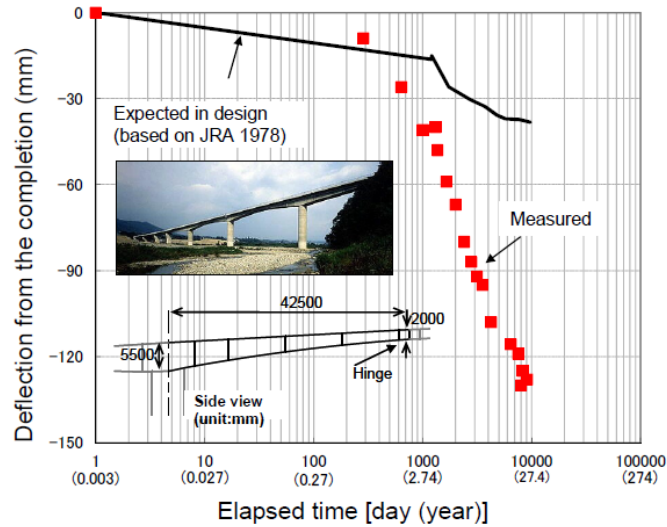 Deflection from the completion (mm)
0
−30
−60
−90
−120
−150
Expected in design
(based on JRA 1978)
Measured
42500
2000
5500
Hinge
Side view
(unit:mm)
1 10 100 1000 10000 100000
(0.003) (0.027) (0.27) (2.74) (27.4) (274)
Elapsed time [day (year)]